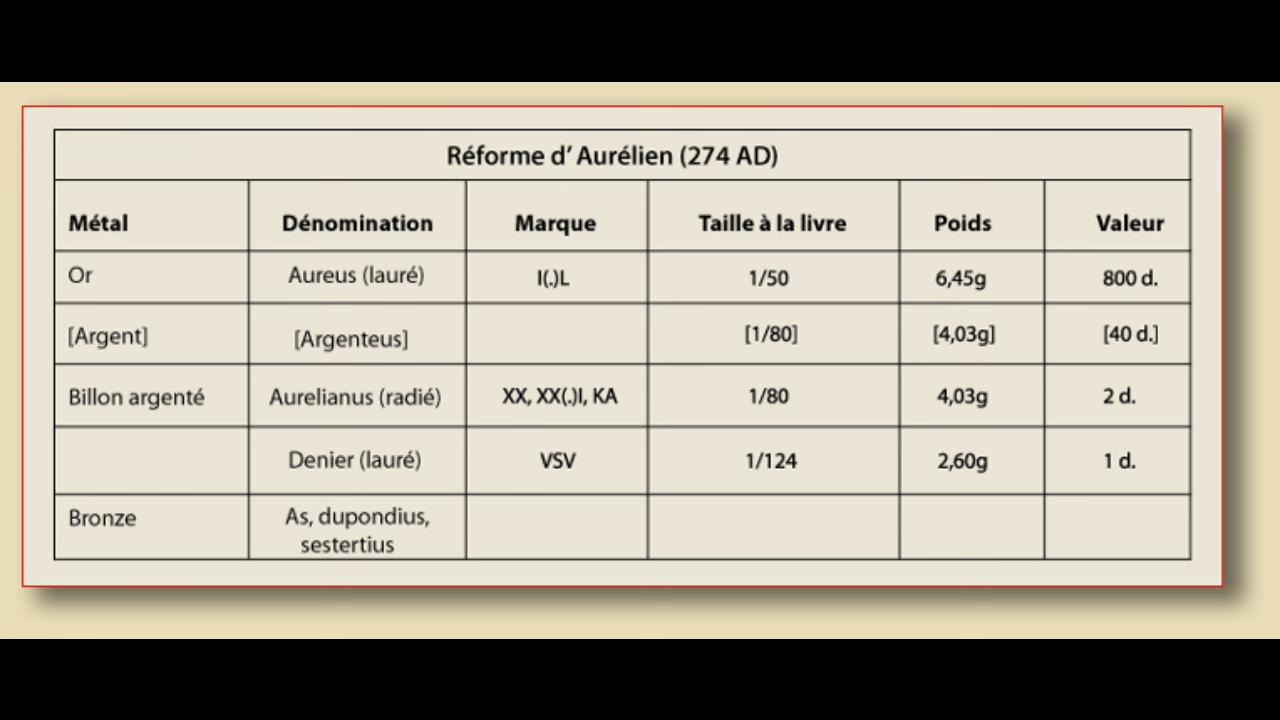 Réforme d’ Aurélien (274 AD)
Métal Dénomination Marque Taille à la livre Poids Valeur
Or Aureus (lauré) I(.)L 1/50 6,45g 800 d.
[Argent] [Argenteus] [1/80] [4,03g] [40 d.]
Billon argenté Aurelianus (radié) XX, XX(.)I, KA 1/80 4,03g 2 d.
Denier (lauré) VSV 1/124 2,60g 1 d.
Bronze As, dupondius,
sestertius